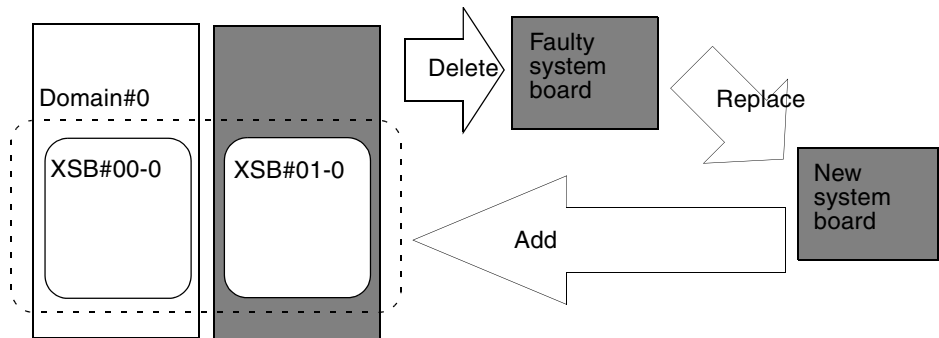 Domain#0
XSB#00-0
XSB#01-0
Delete
Faulty
system
board
Replace
New
system
board
Add